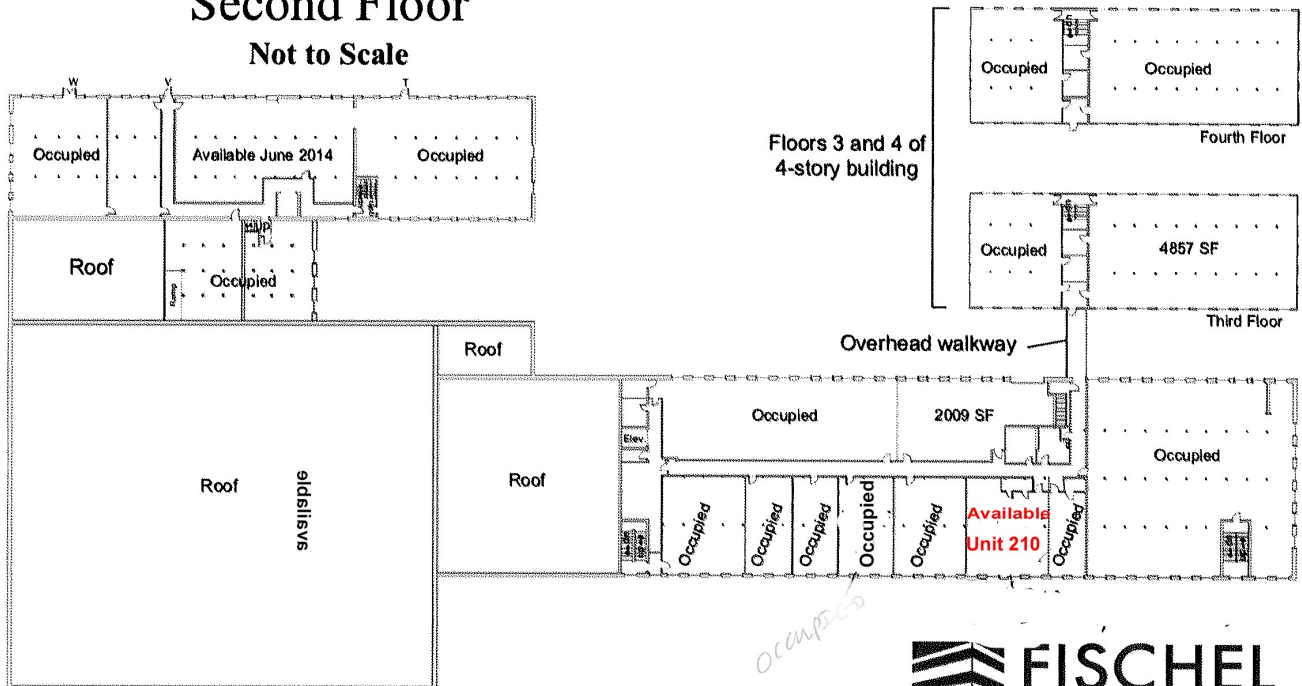 Second Floor
Not to Scale
W
V
T
Occupied
Available June 2014
Occupied
Roof
Up
Ramp
Occupied
Roof
available
Roof
Roof
Elev.
Occupied
2009 SF
Occupied
Occupied
Occupied
Occupied
Occupied
Occupied
Available
Unit 210
Occupied
OCCUPIED
Floors 3 and 4 of
4-story building
Occupied
Occupied
Fourth Floor
Occupied
4857 SF
Third Floor
Overhead walkway
FISCHEL